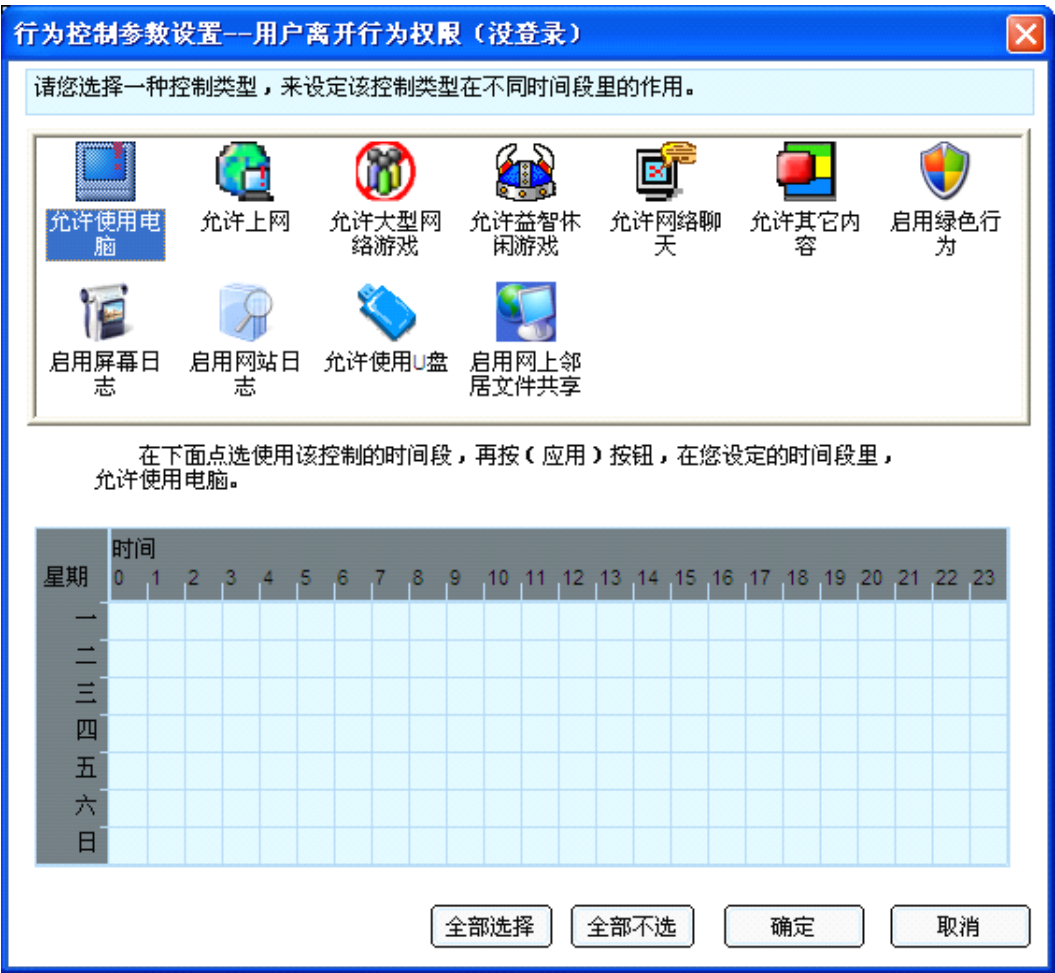 行为控制参数设置--用户离开行为权限（没登录）
请您选择一种控制类型，来设定该控制类型在不同时间段里的作用。
允许使用电脑 允许上网 允许大型网络游戏 允许益智休闲游戏 允许网络聊天 允许其它内容 启用绿色行为
启用屏幕日志 启用网站日志 允许使用U盘 启用网上邻居文件共享
在下面点选使用该控制的时间段，再按(应用)按钮，在您设定的时间段里，
允许使用电脑。
时间
星期 0 1 2 3 4 5 6 7 8 9 10 11 12 13 14 15 16 17 18 19 20 21 22 23
一
二
三
四
五
六
日
全部选择 全部不选 确定 取消